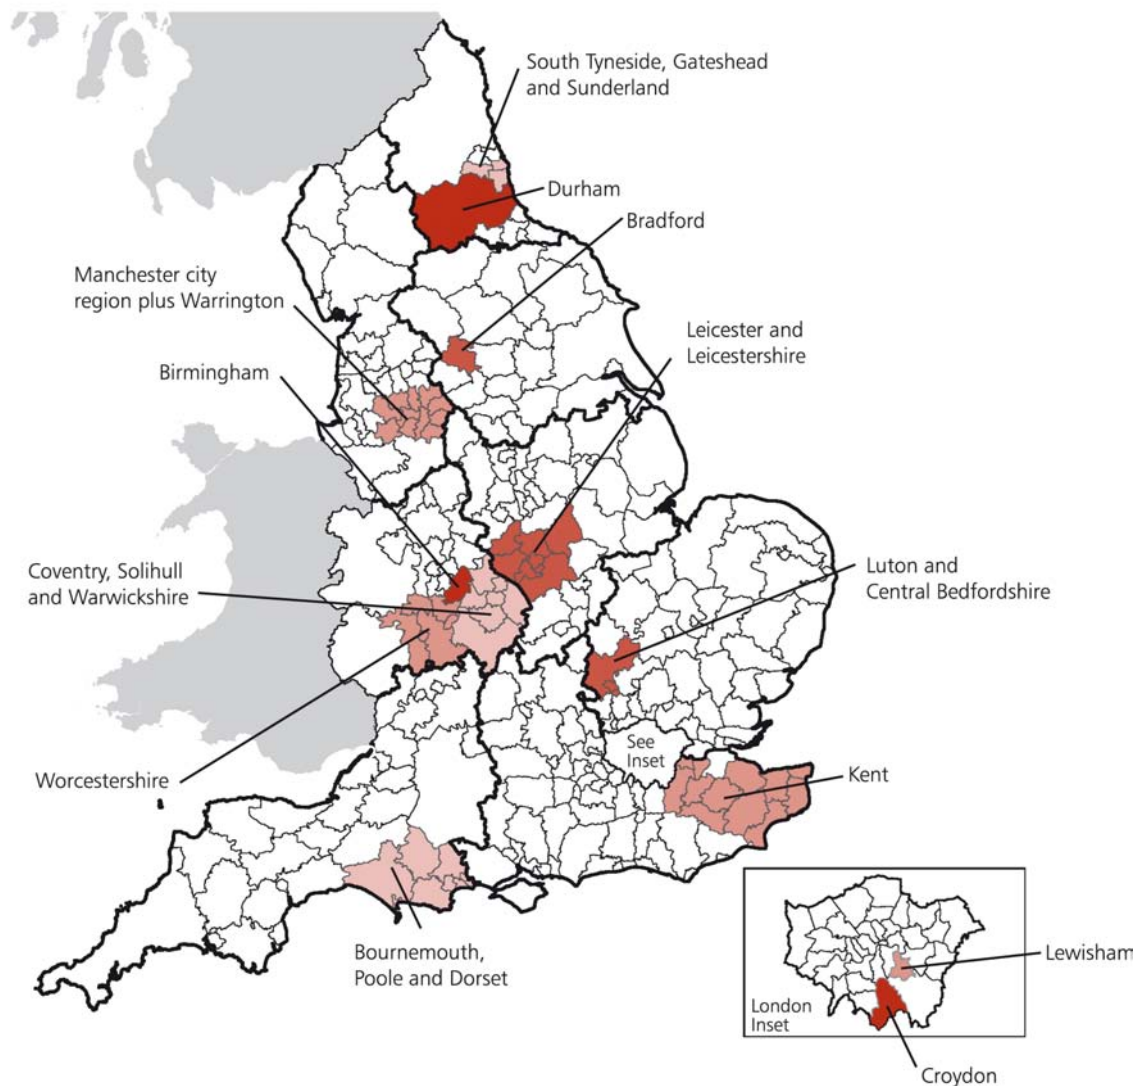 South Tyneside, Gateshead
and Sunderland
Durham
Bradford
Manchester city
region plus Warrington
Leicester and
Leicestershire
Birmingham
Coventry, Solihull
and Warwickshire
Luton and
Central Bedfordshire
See
Inset
Worcestershire
Kent
Bournemouth,
Poole and Dorset
Lewisham
London
Inset
Croydon